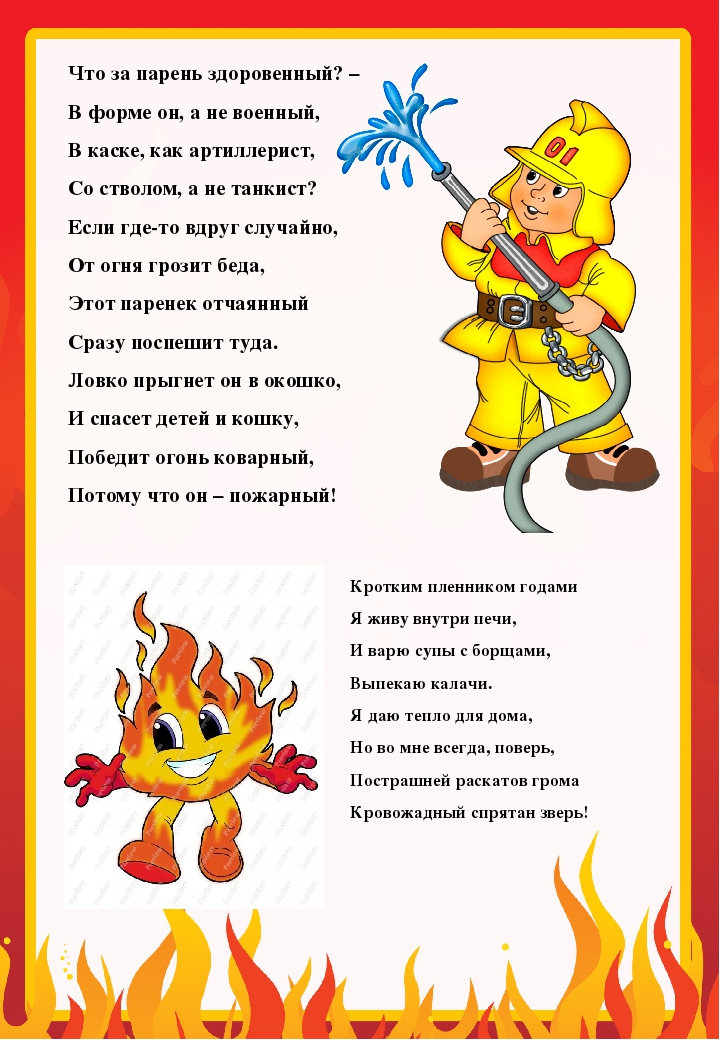 Что за парень здоровенный? –
В форме он, а не военный,
В каске, как артиллерист,
Со стволом, а не танкист?
Если где-то вдруг случайно,
От огня грозит беда,
Этот паренек отчаянный
Сразу поспешит туда.
Ловко прыгнет он в окошко,
И спасет детей и кошку,
Победит огонь коварный,
Потому что он – пожарный!
01
Кротким пленником годами
Я живу внутри печи,
И варю супы с борщами,
Выпекаю калачи.
Я даю тепло для дома,
Но во мне всегда, поверь,
Пострашней раскатов грома
Кровожадный спрятан зверь!